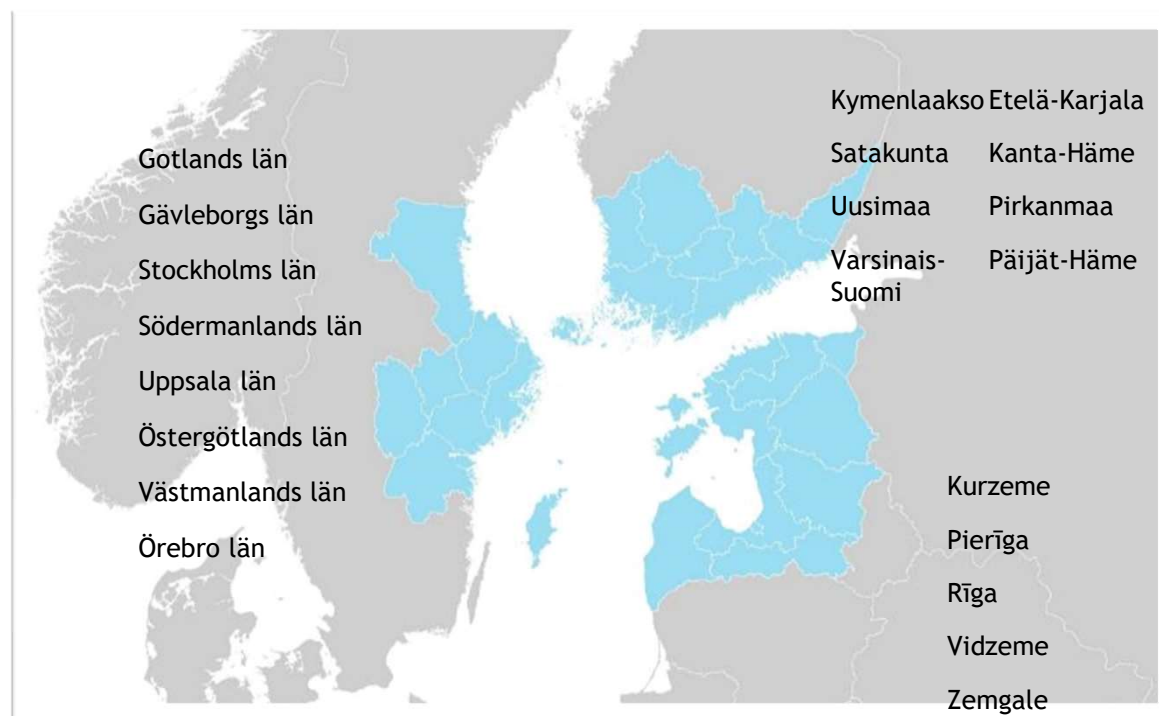 Gotlands län
Gävleborgs län
Stockholms län
Södermanlands län
Uppsala län
Östergötlands län
Västmanlands län
Örebro län
Kymenlaakso Etelä-Karjala
Satakunta Kanta-Häme
Uusimaa Pirkanmaa
Varsinais- Päijät-Häme
Suomi
Kurzeme
Pierīga
Rīga
Vidzeme
Zemgale